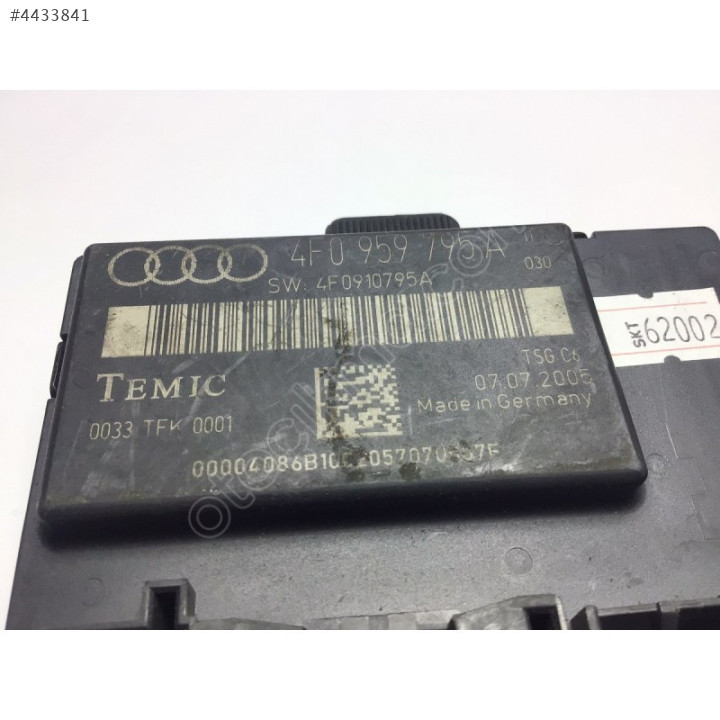 #4433841
4F0 959 795A
SW: 4F0910795A
030
TSG C6
TEMIC
07.07.2005
Made in Germany
0033 TFK 0001
SKT
62002